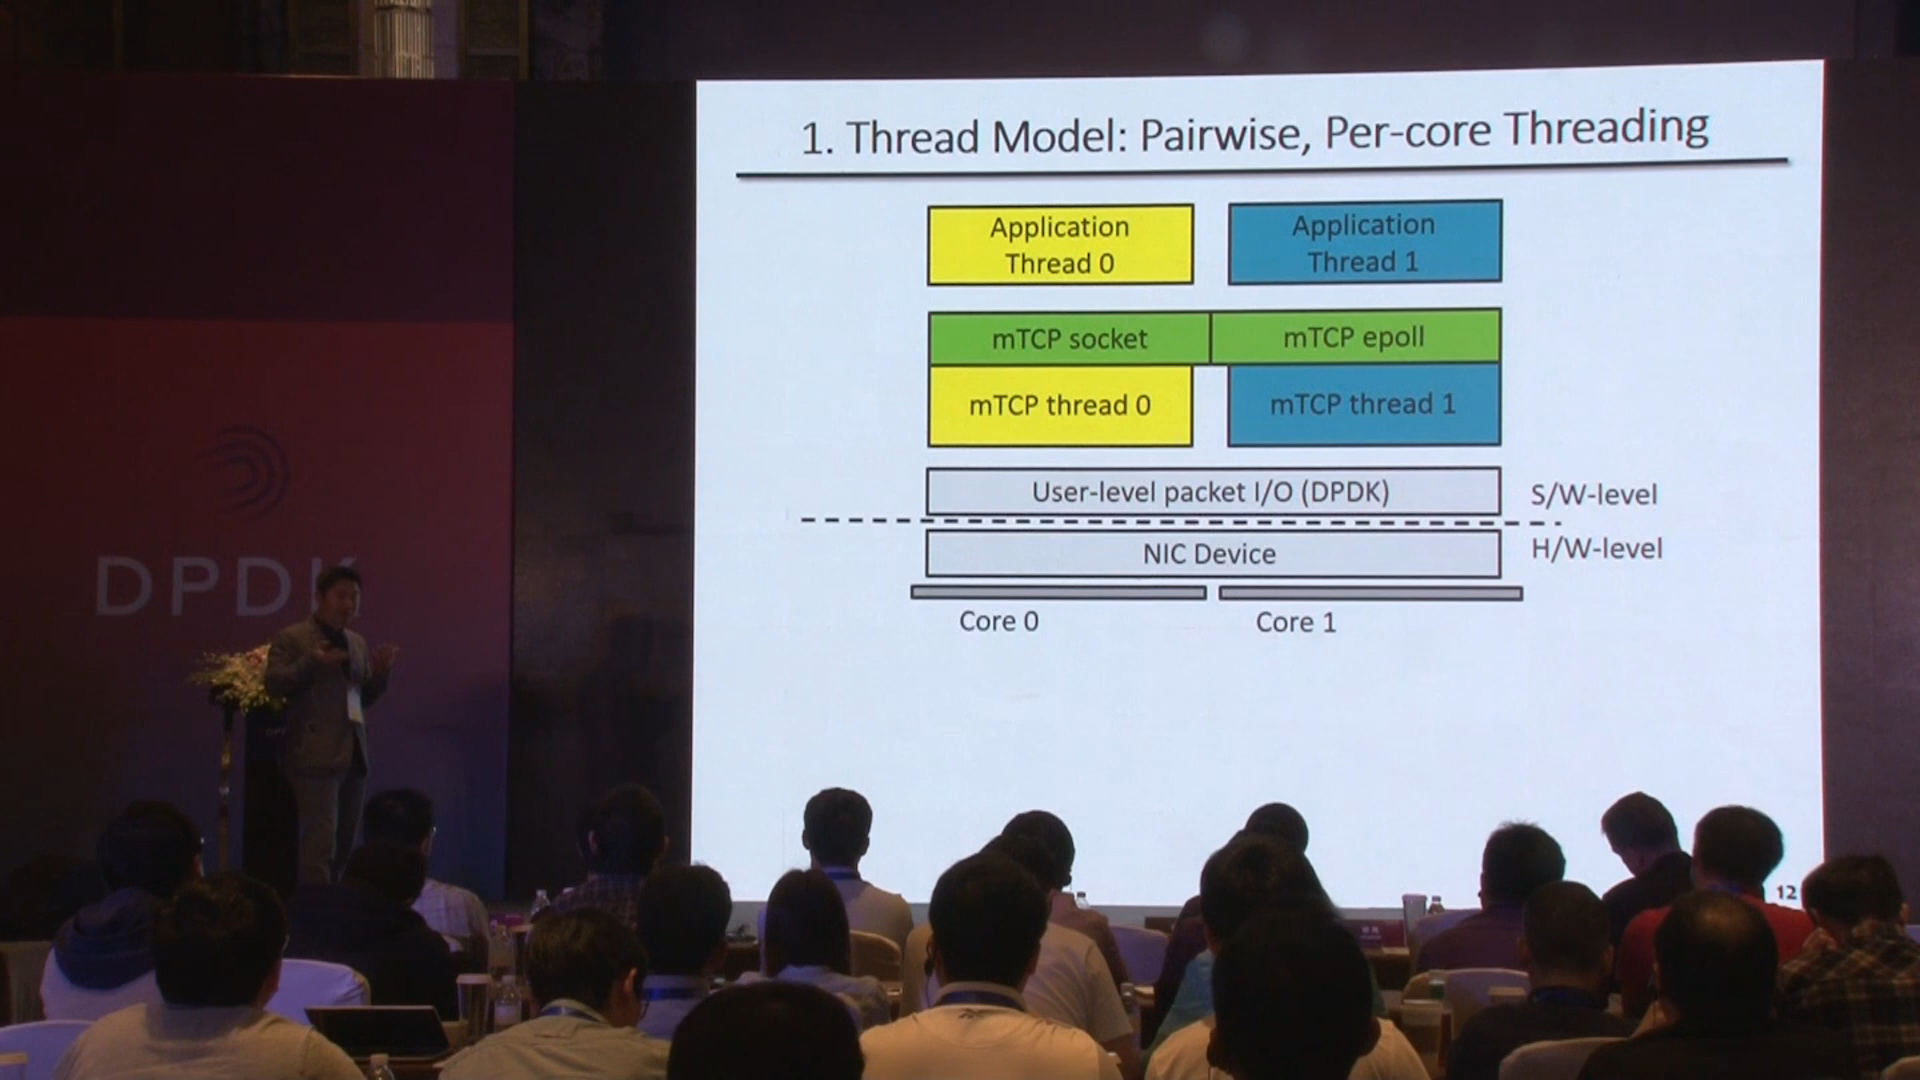 1. Thread Model: Pairwise, Per-core Threading
Application
Thread 0
Application
Thread 1
mTCP socket
mTCP epoll
mTCP thread 0
mTCP thread 1
User-level packet I/O (DPDK)
S/W-level
NIC Device
H/W-level
Core 0
Core 1
12
DPDK